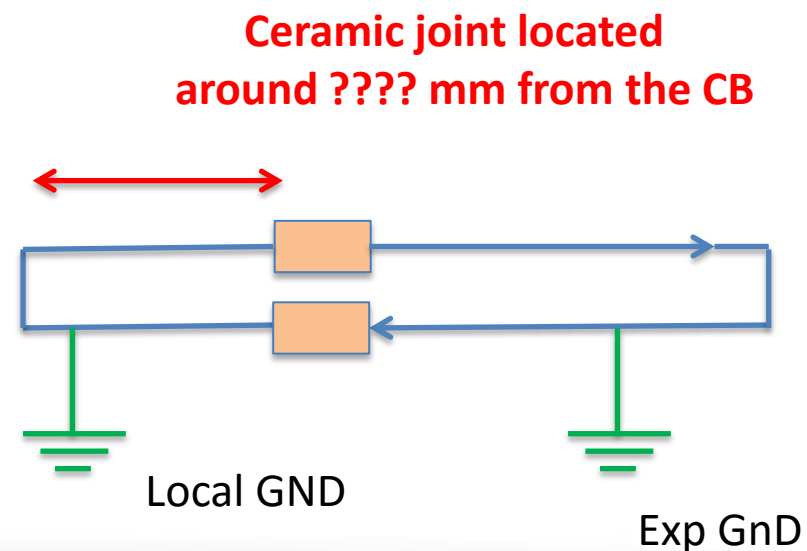 Ceramic joint located
around ???? mm from the CB
Local GND
Exp GnD